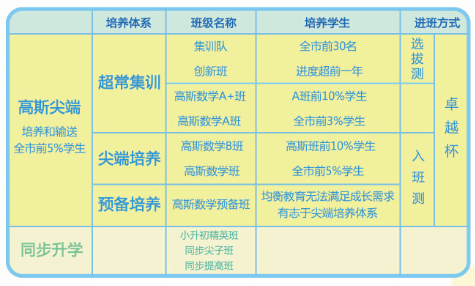 培养体系 班级名称 培养学生 进班方式
高斯尖端
培养和输送
全市前5%学生
超常集训
集训队 全市前30名
创新班 进度超前一年
选拔测
高斯数学A+班 A班前10%学生
高斯数学A班 全市前3%学生
卓越杯
尖端培养
高斯数学B班 高斯班前10%学生
高斯数学班 全市前5%学生
入班测
预备培养
高斯数学预备班
均衡教育无法满足成长需求
有志于尖端培养体系
同步升学
小升初精英班
同步尖子班
同步提高班